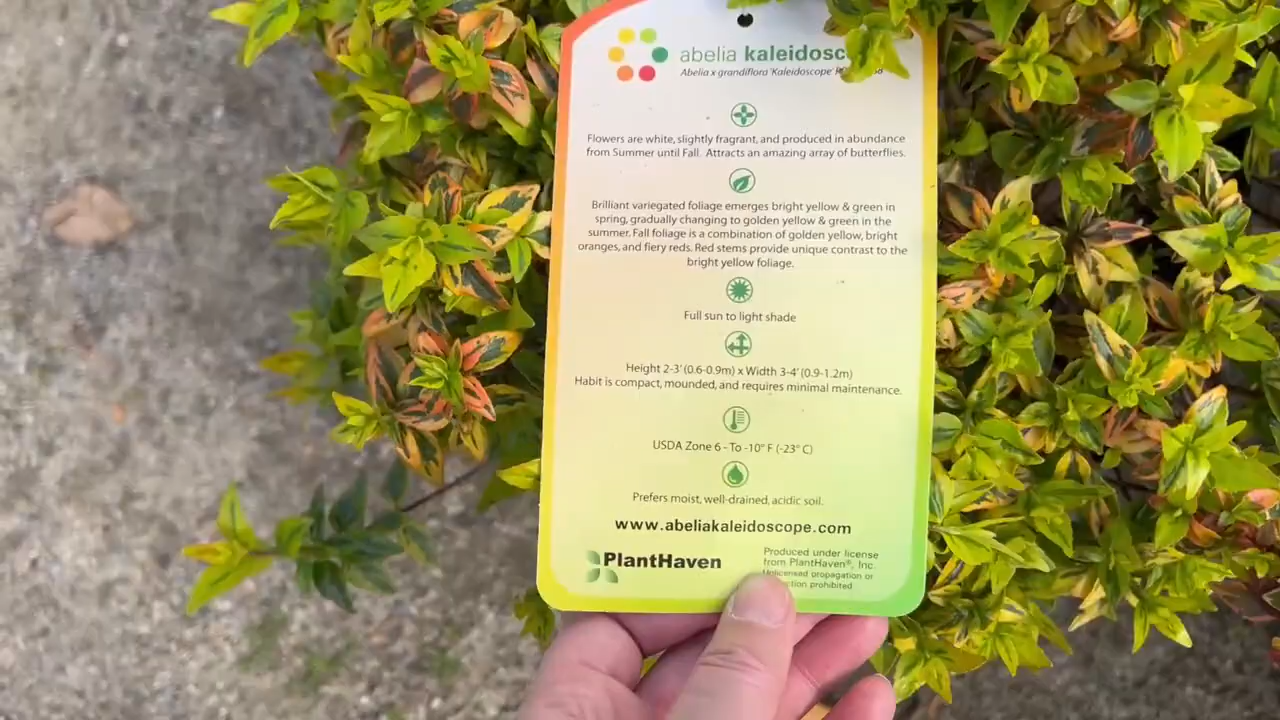 abelia kaleidosc
Abelia x grandiflora 'Kaleidoscope'
Flowers are white, slightly fragrant, and produced in abundance
from Summer until Fall. Attracts an amazing array of butterflies.
Brilliant variegated foliage emerges bright yellow & green in
spring, gradually changing to golden yellow & green in the
summer. Fall foliage is a combination of golden yellow, bright
oranges, and fiery reds. Red stems provide unique contrast to the
bright yellow foliage.
Full sun to light shade
Height 2-3' (0.6-0.9m) x Width 3-4' (0.9-1.2m)
Habit is compact, mounded, and requires minimal maintenance.
USDA Zone 6 - To -10° F (-23° C)
Prefers moist, well-drained, acidic soil.
www.abeliakaleidoscope.com
PlantHaven
Produced under license
from PlantHaven®, Inc.
Unlicensed propagation or
prohibited